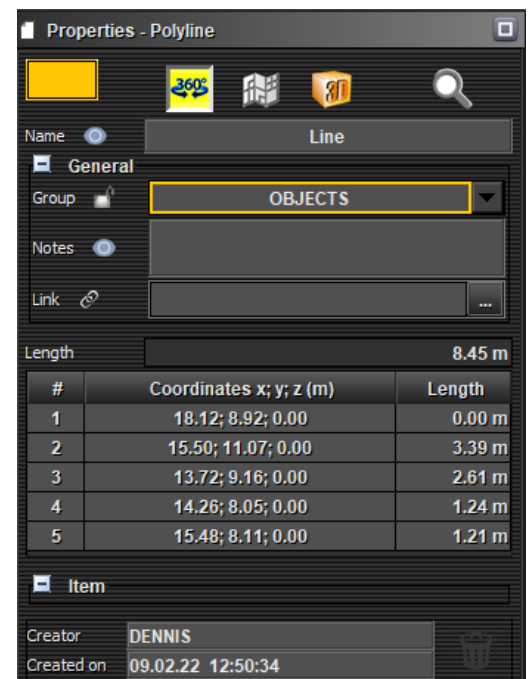 Properties - Polyline
360°
3D
Name Line
General
Group OBJECTS
Notes
Link ...
Length 8.45 m
# Coordinates x; y; z (m) Length
1 18.12; 8.92; 0.00 0.00 m
2 15.50; 11.07; 0.00 3.39 m
3 13.72; 9.16; 0.00 2.61 m
4 14.26; 8.05; 0.00 1.24 m
5 15.48; 8.11; 0.00 1.21 m
Item
Creator DENNIS
Created on 09.02.22 12:50:34